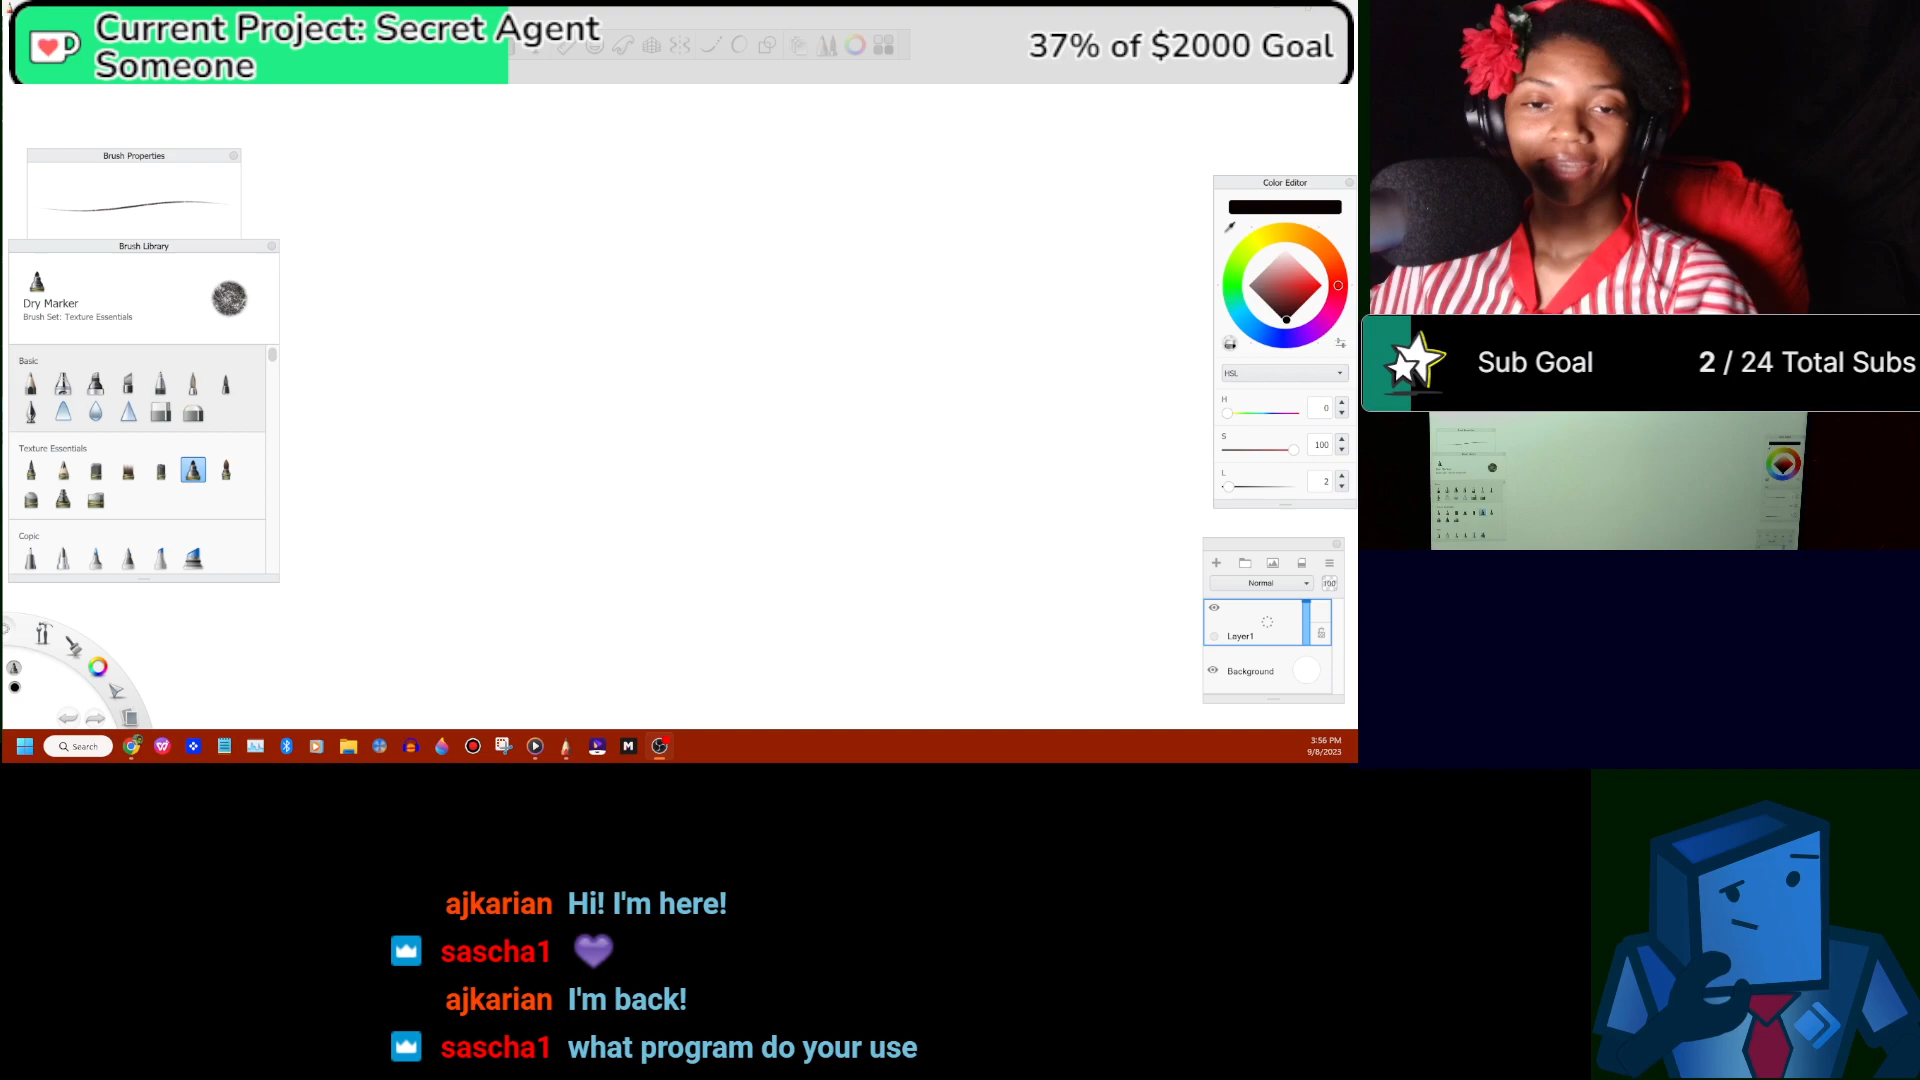 Current Project: Secret Agent
Someone
37% of $2000 Goal
Brush Properties
Brush Library
Dry Marker
Brush Set: Texture Essentials
Basic
Texture Essentials
Copic
Color Editor
HSL
H
0
S
100
L
2
Normal
100
Layer1
Background
Sub Goal
2 / 24 Total Subs
Search
M
3:56 PM
9/8/2023
ajkarian Hi! I'm here!
sascha1 💜
ajkarian I'm back!
sascha1 what program do your use